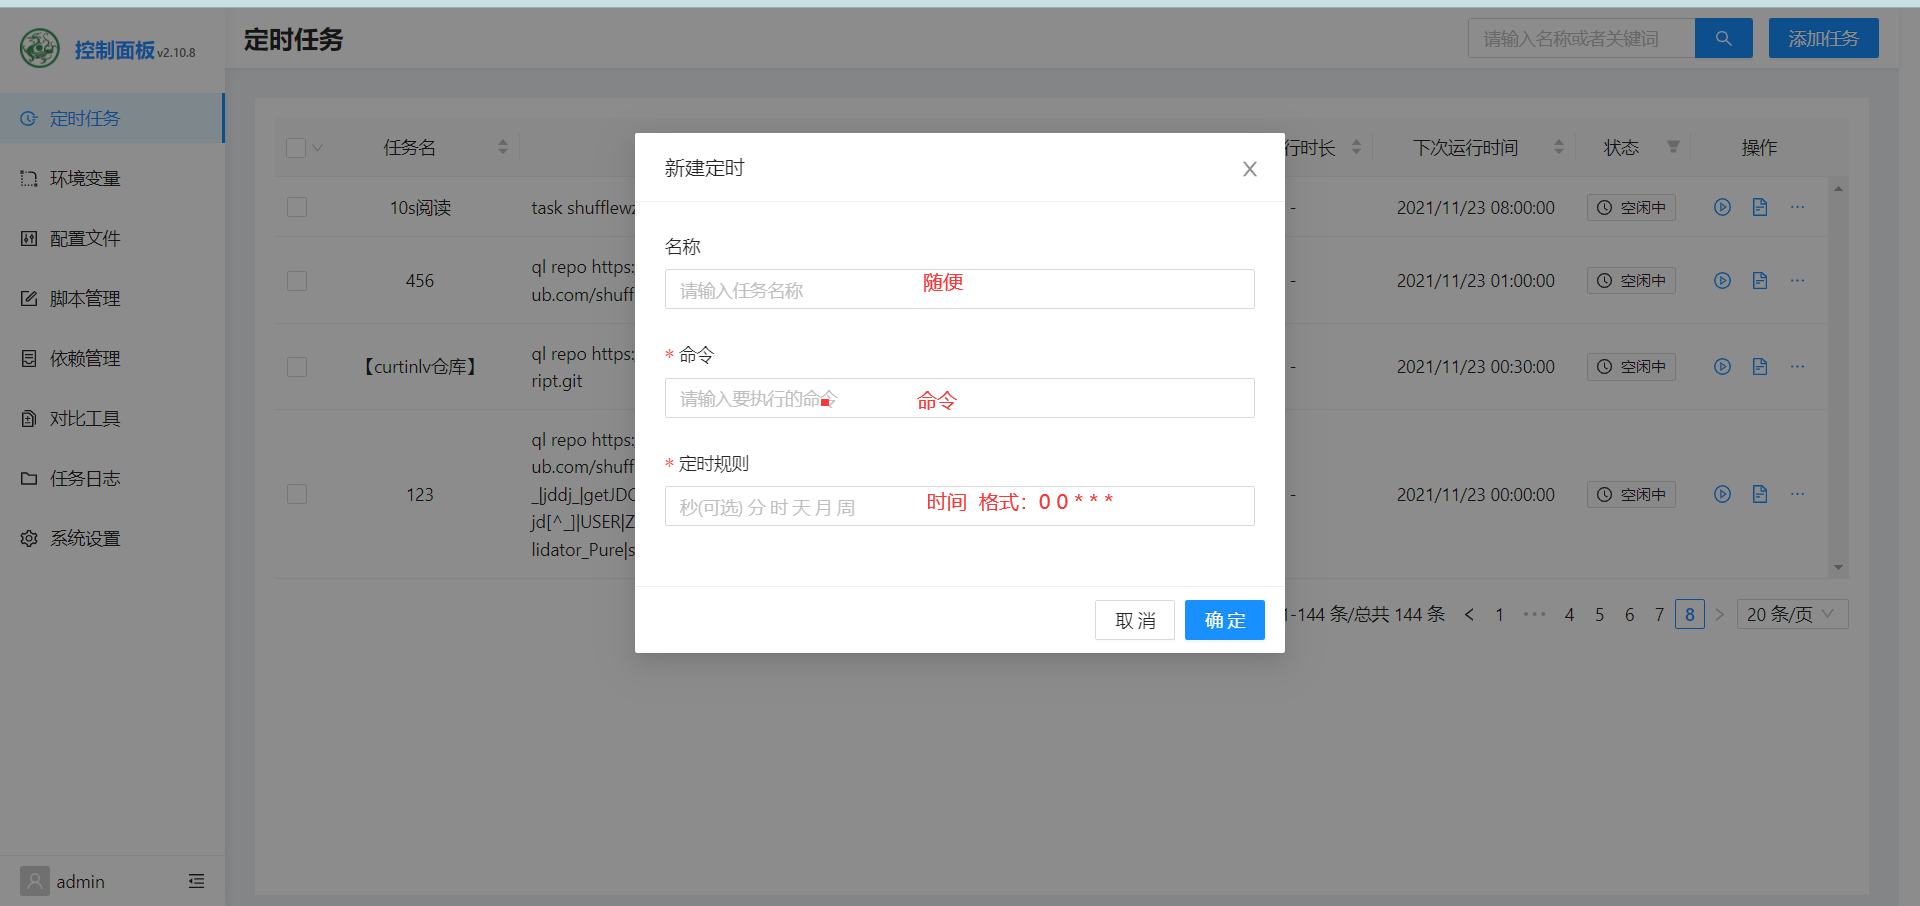 控制面板 v2.10.8
定时任务
请输入名称或者关键词
添加任务
定时任务
环境变量
配置文件
脚本管理
依赖管理
对比工具
任务日志
系统设置
admin
任务名
行时长
下次运行时间
状态
操作
10s阅读
task shufflewz
-
2021/11/23 08:00:00
空闲中
456
ql repo https:
ub.com/shuff
-
2021/11/23 01:00:00
空闲中
【curtinlv仓库】
ql repo https:
ript.git
-
2021/11/23 00:30:00
空闲中
123
ql repo https:
ub.com/shuff
_|jddj_|getJDC
jd[^_]|USER|Z
lidator_Pure|s
-
2021/11/23 00:00:00
空闲中
1-144 条/总共 144 条
1 ••• 4 5 6 7 8
20 条/页
新建定时
名称
请输入任务名称
随便
* 命令
请输入要执行的命令
命令
* 定时规则
秒(可选) 分 时 天 月 周
时间 格式：0 0 * * *
取 消
确 定